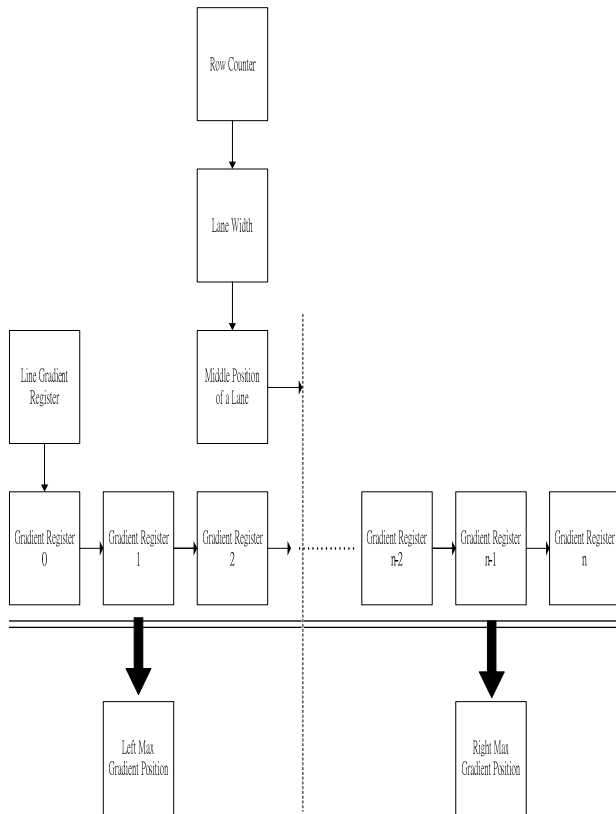 Row Counter
Lane Width
Line Gradient
Register
Middle Position
of a Lane
Gradient Register
0
Gradient Register
1
Gradient Register
2
Gradient Register
n-2
Gradient Register
n-1
Gradient Register
n
Left Max
Gradient Position
Right Max
Gradient Position